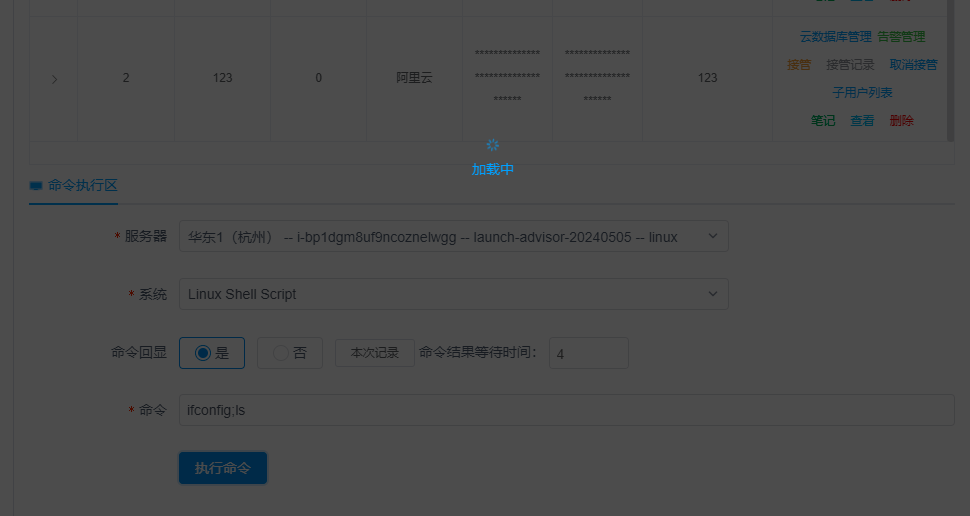 云数据库管理 告警管理
2 123 0 阿里云 ************** ************** 123 接管 接管记录 取消接管
************** **************
子用户列表
****** ******
笔记 查看 删除
加载中
命令执行区
* 服务器 华东1（杭州） -- i-bp1dgm8uf9ncoznelwgg -- launch-advisor-20240505 -- linux
* 系统 Linux Shell Script
命令回显 是 否 本次记录 命令结果等待时间： 4
* 命令 ifconfig;ls
执行命令